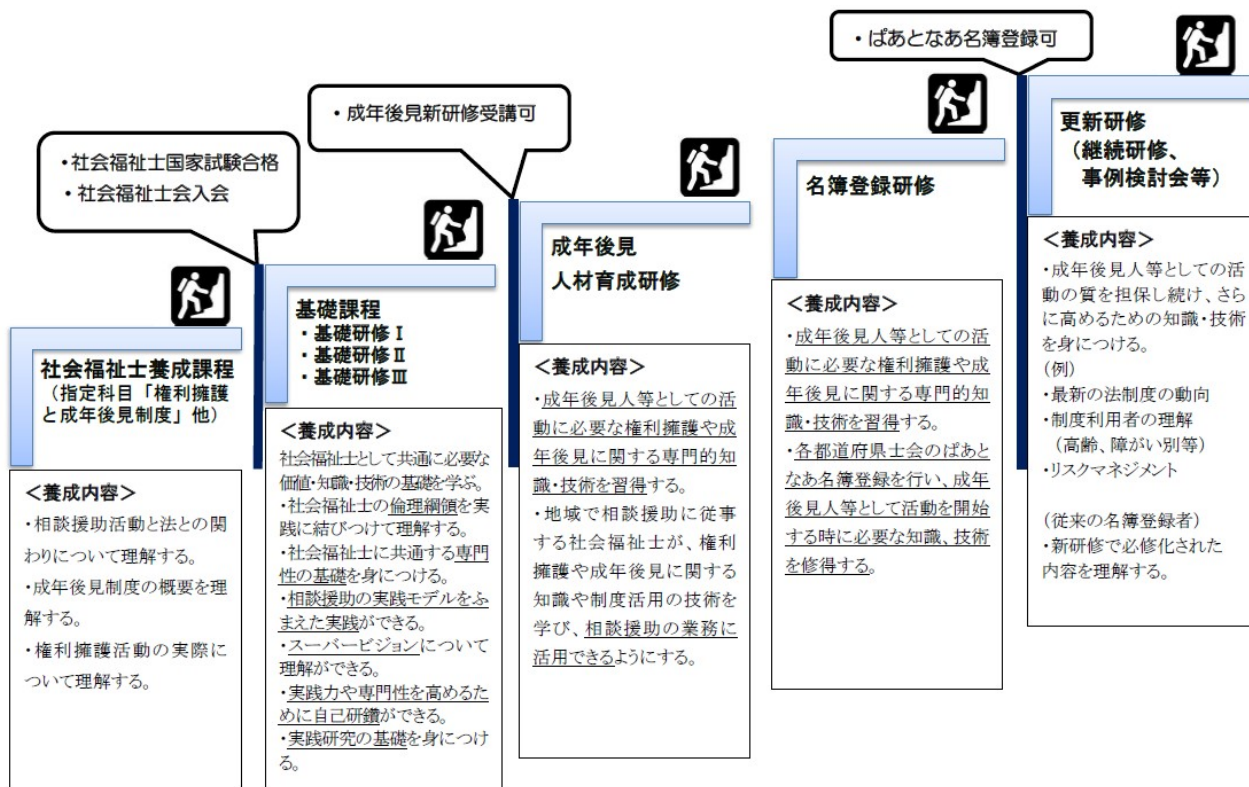 ・社会福祉士国家試験合格
・社会福祉士会入会
社会福祉士養成課程
（指定科目「権利擁護
と成年後見制度」他）
＜養成内容＞
・相談援助活動と法との関
わりについて理解する。
・成年後見制度の概要を理
解する。
・権利擁護活動の実際に
ついて理解する。
・成年後見新研修受講可
基礎課程
・基礎研修Ⅰ
・基礎研修Ⅱ
・基礎研修Ⅲ
＜養成内容＞
社会福祉士として共通に必要な
価値・知識・技術の基礎を学ぶ。
・社会福祉士の倫理綱領を実
践に結びつけて理解する。
・社会福祉士に共通する専門
性の基礎を身につける。
・相談援助の実践モデルをふ
まえた実践ができる。
・スーパービジョンについて
理解ができる。
・実践力や専門性を高めるた
めに自己研鑽ができる。
・実践研究の基礎を身につけ
る。
成年後見
人材育成研修
＜養成内容＞
・成年後見人等としての活
動に必要な権利擁護や成
年後見に関する専門的知
識・技術を習得する。
・地域で相談援助に従事
する社会福祉士が、権利
擁護や成年後見に関する
知識や制度活用の技術を
学び、相談援助の業務に
活用できるようにする。
・ぱあとなあ名簿登録可
名簿登録研修
＜養成内容＞
・成年後見人等としての活
動に必要な権利擁護や成
年後見に関する専門的知
識・技術を習得する。
・各都道府県士会のぱあと
なあ名簿登録を行い、成年
後見人等として活動を開始
する時に必要な知識、技術
を修得する。
更新研修
（継続研修、
事例検討会等）
＜養成内容＞
・成年後見人等としての活
動の質を担保し続け、さら
に高めるための知識・技術
を身につける。
（例）
・最新の法制度の動向
・制度利用者の理解
（高齢、障がい別等）
・リスクマネジメント
（従来の名簿登録者）
・新研修で必修化された
内容を理解する。